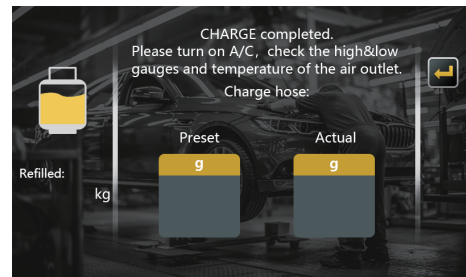 CHARGE completed.
Please turn on A/C, check the high&low
gauges and temperature of the air outlet.
Charge hose:
Preset
Actual
g
g
Refilled:
kg